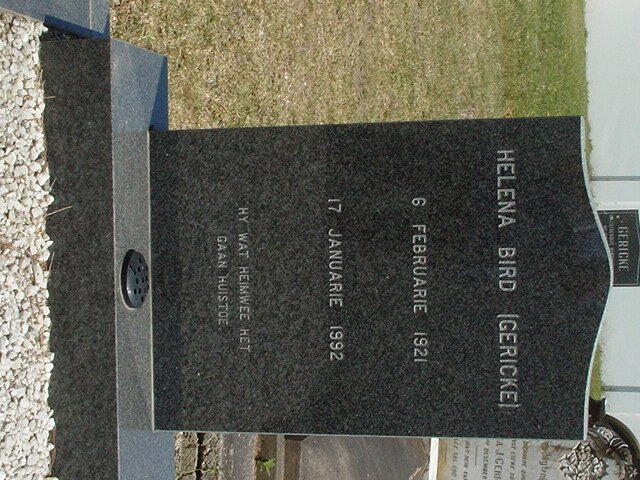 HELENA BIRD (GERICKE)
6 FEBRUARIE 1921
17 JANUARIE 1992
HY WAT HEIMWEE HET
GAAN HUISTOE.
GERICKE